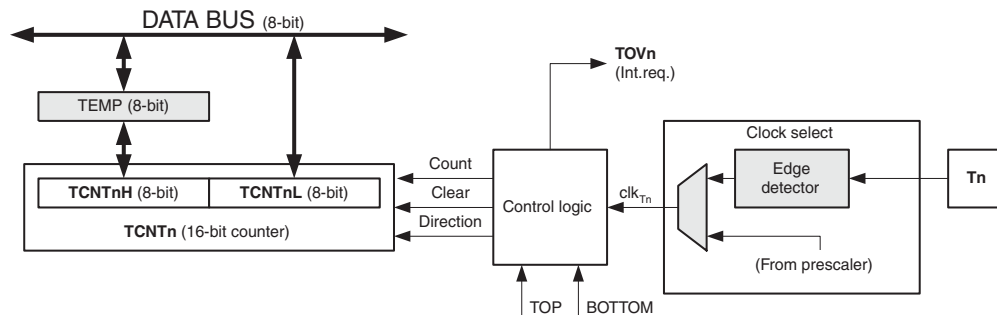 DATA BUS (8-bit)
TOVn
(Int.req.)
TEMP (8-bit)
Clock select
Count
Edge
detector
Tn
TCNTnH (8-bit) TCNTnL (8-bit)
Clear
Control logic
clkTn
Direction
TCNTn (16-bit counter)
(From prescaler)
TOP
BOTTOM